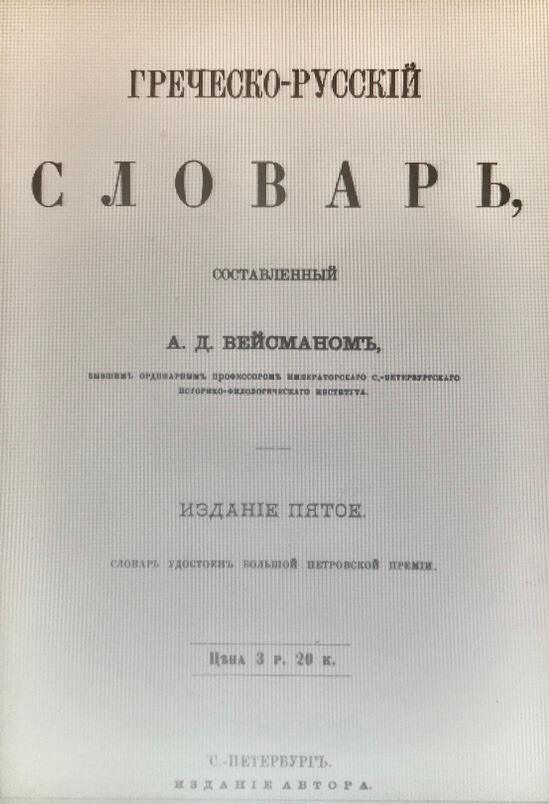 ГРЕЧЕСКО-РУССКІЙ
СЛОВАРЬ,
СОСТАВЛЕННЫЙ
А. Д. ВЕЙСМАНОМЪ,
БЫВШИМЪ ОРДИНАРНЫМЪ ПРОФЕССОРОМЪ ИМПЕРАТОРСКАГО С.-ПЕТЕРБУРГСКАГО
ИСТОРИКО-ФИЛОЛОГИЧЕСКАГО ИНСТИТУТА.
ИЗДАНІЕ ПЯТОЕ.
СЛОВАРЬ УДОСТОЕНЪ БОЛЬШОЙ ПЕТРОВСКОЙ ПРЕМІИ.
Цѣна 3 р. 20 к.
С.-ПЕТЕРБУРГЪ.
ИЗДАНІЕ АВТОРА.